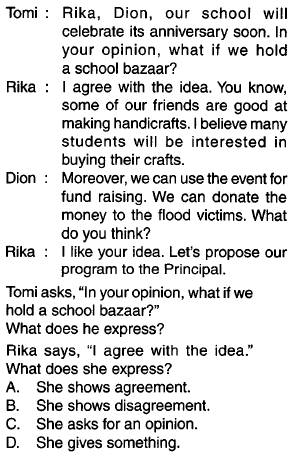 Tomi : Rika, Dion, our school will
celebrate its anniversary soon. In
your opinion, what if we hold
a school bazaar?
Rika : I agree with the idea. You know,
some of our friends are good at
making handicrafts. I believe many
students will be interested in
buying their crafts.
Dion : Moreover, we can use the event for
fund raising. We can donate the
money to the flood victims. What
do you think?
Rika : I like your idea. Let's propose our
program to the Principal.
Tomi asks, "In your opinion, what if we
hold a school bazaar?"
What does he express?
Rika says, "I agree with the idea."
What does she express?
A. She shows agreement.
B. She shows disagreement.
C. She asks for an opinion.
D. She gives something.